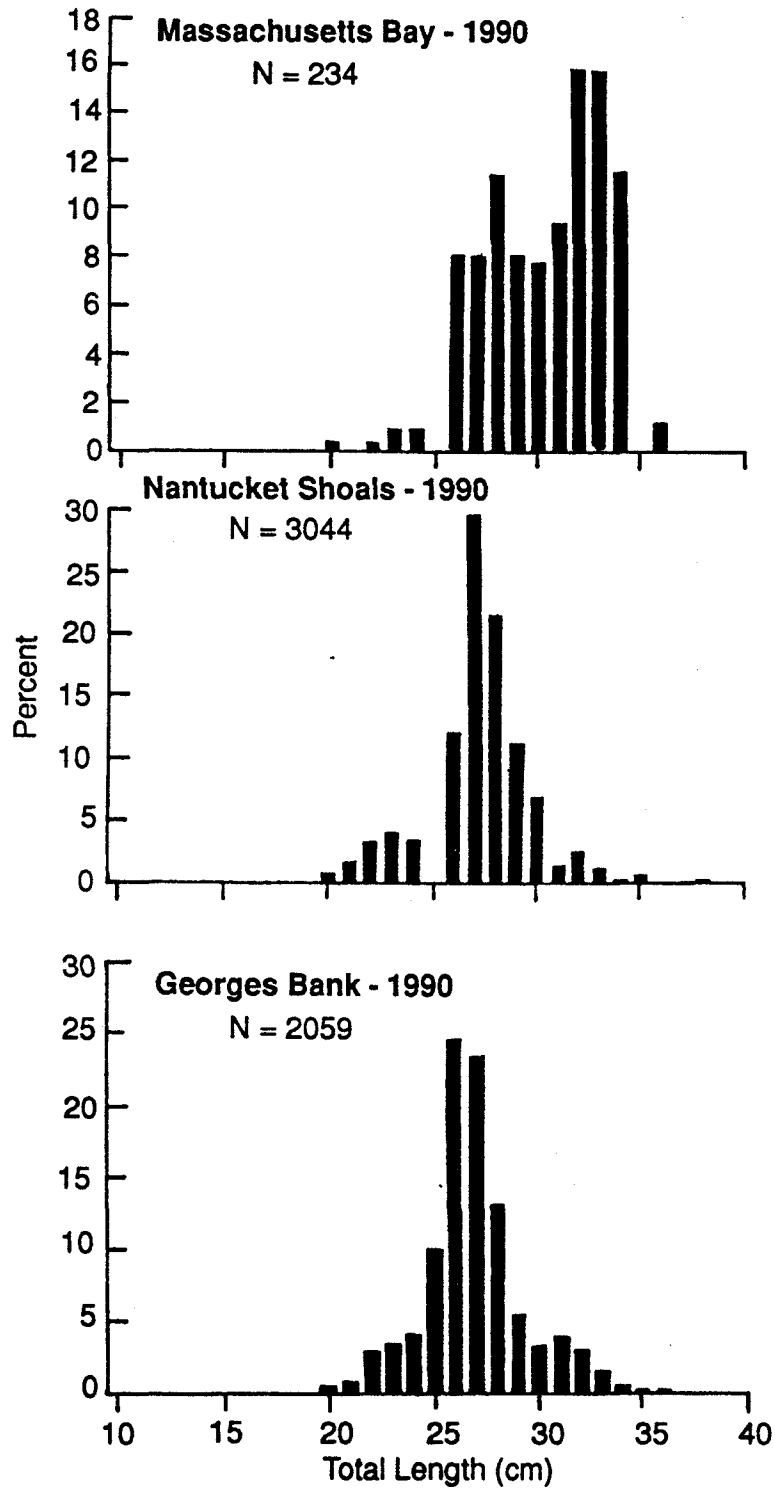 Massachusetts Bay - 1990
N = 234
18
16
14
12
10
8
6
4
2
0
Nantucket Shoals - 1990
N = 3044
30
25
20
15
10
5
0
Percent
Georges Bank - 1990
N = 2059
30
25
20
15
10
5
0
10 15 20 25 30 35 40
Total Length (cm)